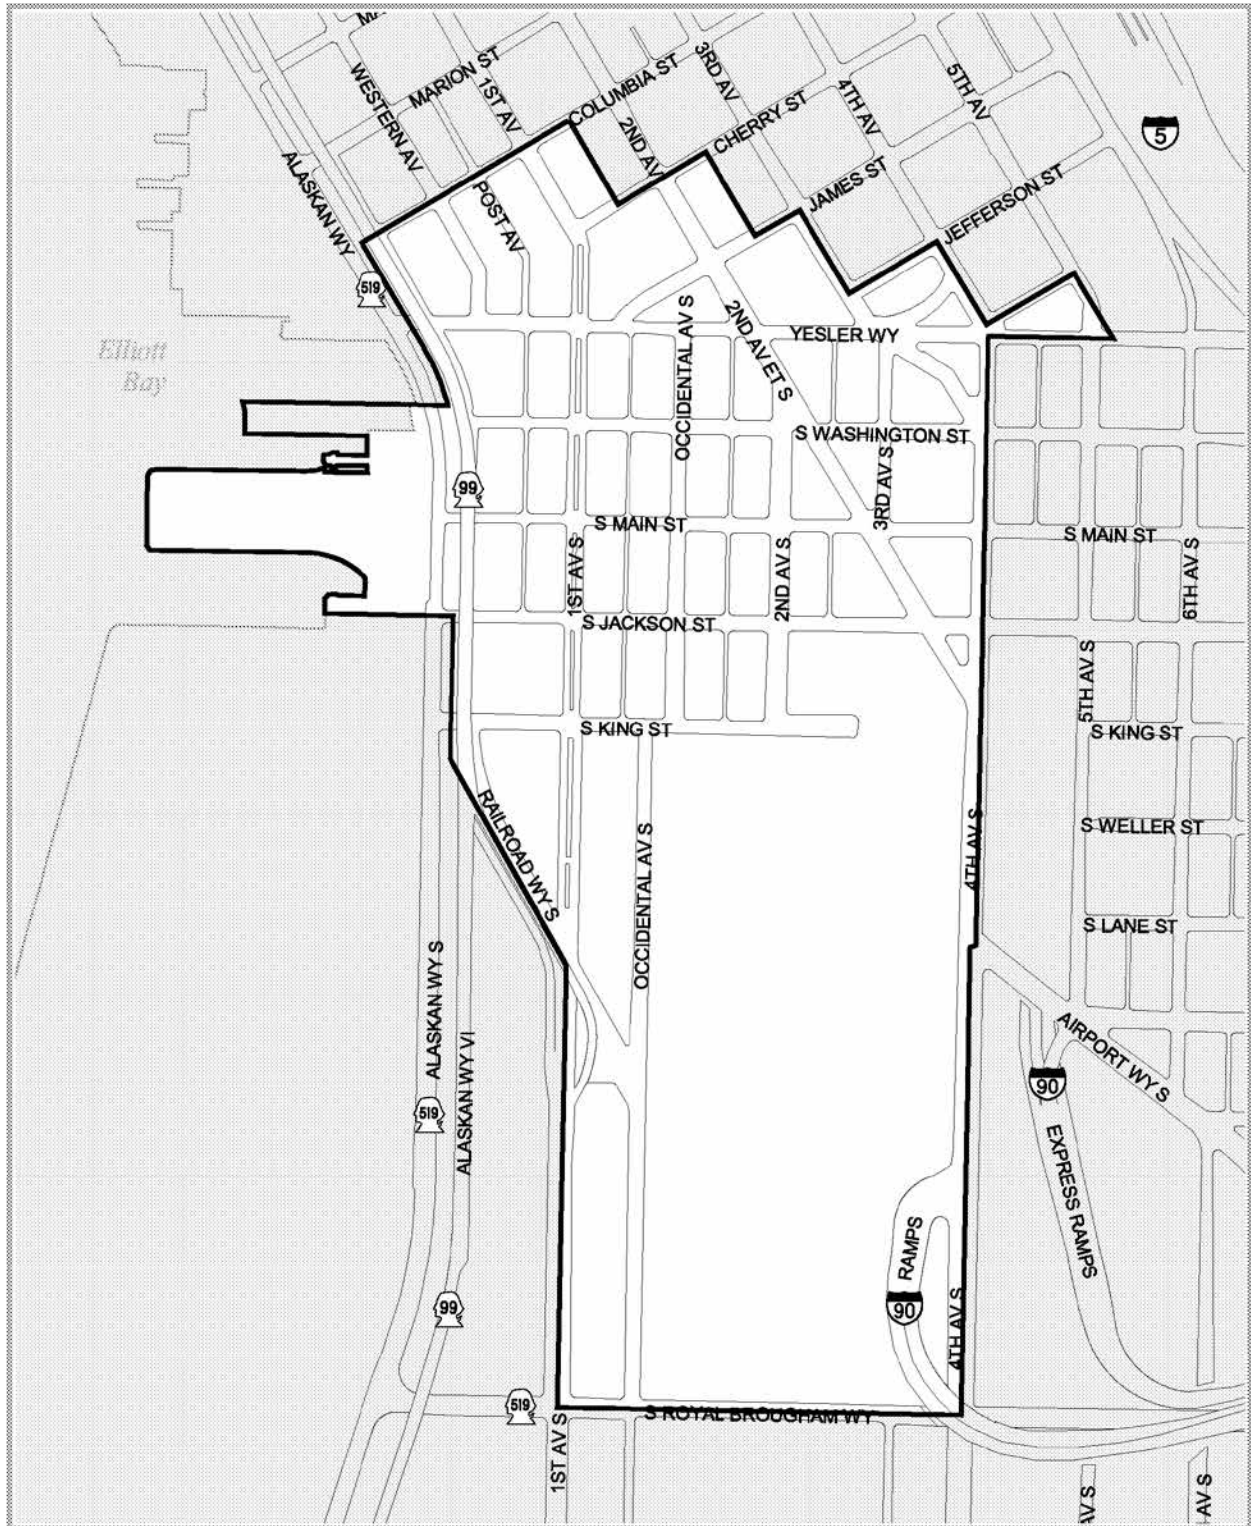 MARION ST
WESTERN AV
1ST AV
COLUMBIA ST
3RD AV
2ND AV
CHERRY ST
4TH AV
5TH AV
5
JAMES ST
JEFFERSON ST
ALASKAN WY
POST AV
519
Elliott
Bay
OCCIDENTAL AV S
2ND AV ET S
YESLER WY
S WASHINGTON ST
99
3RD AV S
S MAIN ST
S MAIN ST
1ST AV S
2ND AV S
6TH AV S
S JACKSON ST
5TH AV S
S KING ST
S KING ST
RAILROAD WY S
OCCIDENTAL AV S
4TH AV S
S WELLER ST
S LANE ST
ALASKAN WY S
ALASKAN WY VI
AIRPORT WY S
90
519
EXPRESS RAMPS
RAMPS
90
99
4TH AV S
519
S ROYAL BROUGHAM WY
1ST AV S
AV S
AV S